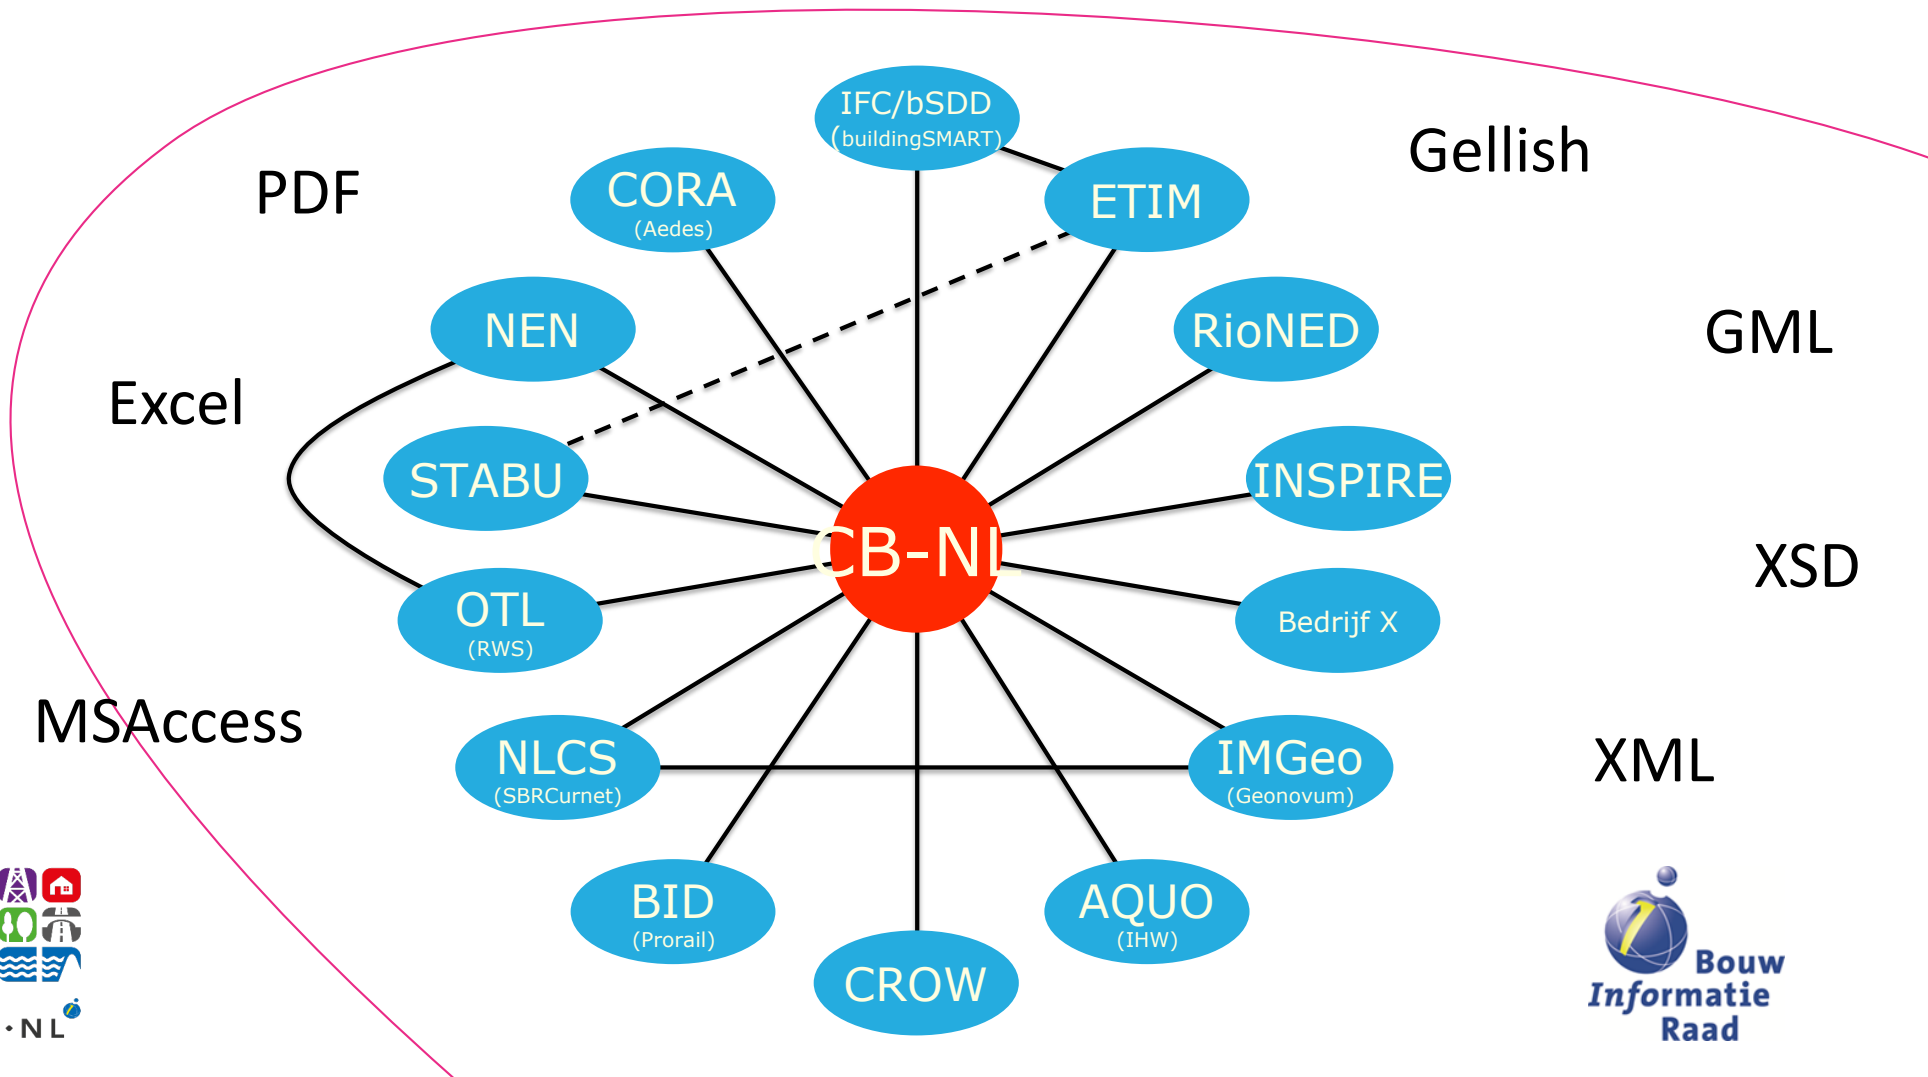 IFC/bSDD
(buildingSMART)
Gellish
PDF
CORA
(Aedes)
ETIM
NEN
RioNED
GML
Excel
STABU
INSPIRE
CB-NL
XSD
OTL
(RWS)
Bedrijf X
MSAccess
NLCS
(SBRCurnet)
IMGeo
(Geonovum)
XML
BID
(Prorail)
AQUO
(IHW)
CROW
Bouw
Informatie
Raad
·NL